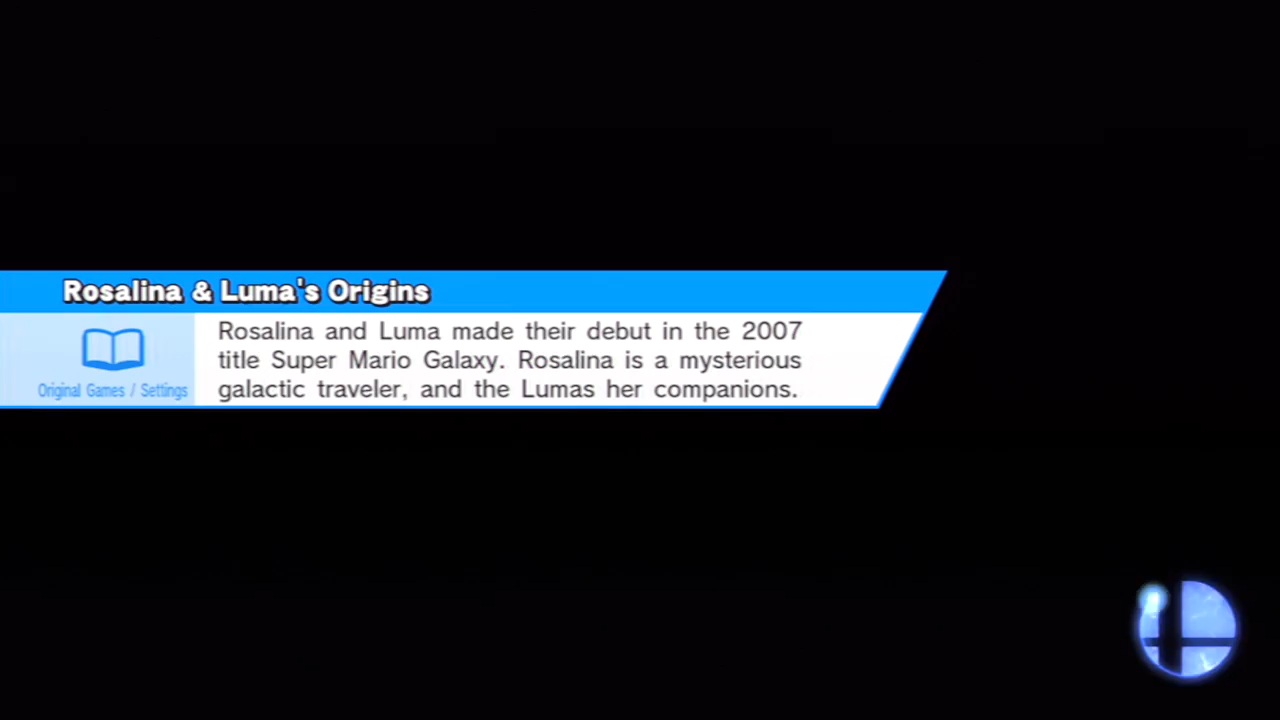 Rosalina & Luma's Origins
Rosalina and Luma made their debut in the 2007
title Super Mario Galaxy. Rosalina is a mysterious
galactic traveler, and the Lumas her companions.
Original Games / Settings